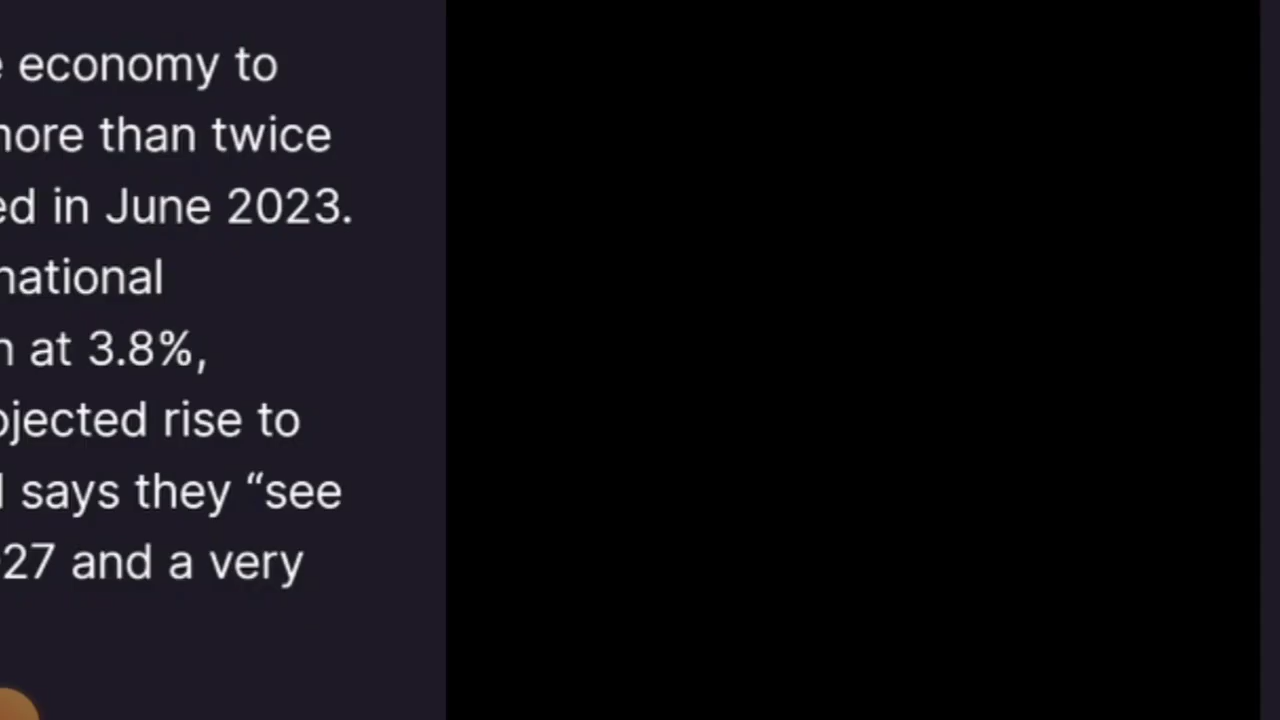 economy to
more than twice
ed in June 2023.
national
at 3.8%,
ojected rise to
says they “see
27 and a very